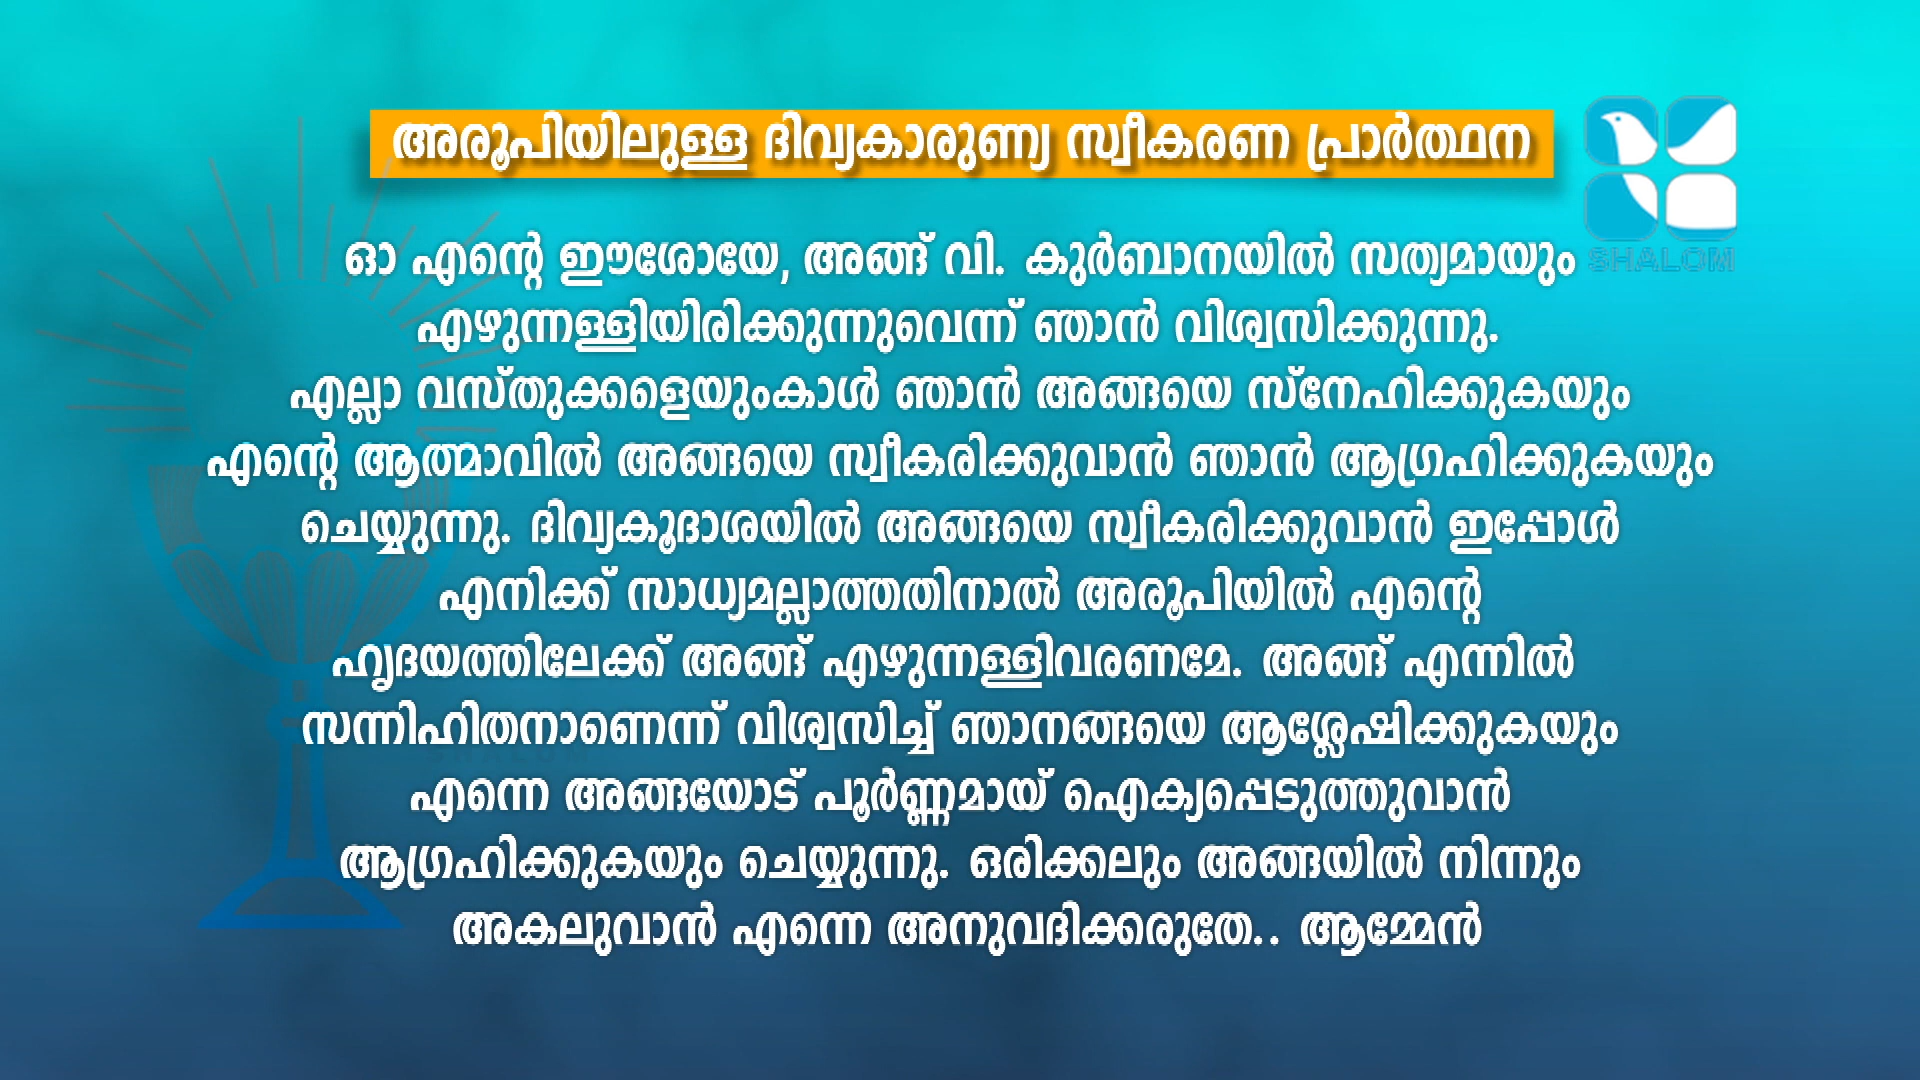 അരൂപിയിലുള്ള ദിവ്യകാരുണ്യ സ്വീകരണ പ്രാർത്ഥന
ഓ എന്റെ ഈശോയേ, അങ്ങ് വി. കുർബാനയിൽ സത്യമായും
SHALOM
എഴുന്നള്ളിയിരിക്കുന്നുവെന്ന് ഞാൻ വിശ്വസിക്കുന്നു.
എല്ലാ വസ്തുക്കളെയുംകാൾ ഞാൻ അങ്ങയെ സ്നേഹിക്കുകയും
എന്റെ ആത്മാവിൽ അങ്ങയെ സ്വീകരിക്കുവാൻ ഞാൻ ആഗ്രഹിക്കുകയും
ചെയ്യുന്നു. ദിവ്യകൂദാശയിൽ അങ്ങയെ സ്വീകരിക്കുവാൻ ഇപ്പോൾ
എനിക്ക് സാധ്യമല്ലാത്തതിനാൽ അരൂപിയിൽ എന്റെ
ഹൃദയത്തിലേക്ക് അങ്ങ് എഴുന്നള്ളിവരണമേ. അങ്ങ് എന്നിൽ
സന്നിഹിതനാണെന്ന് വിശ്വസിച്ച് ഞാനങ്ങയെ ആശ്ലേഷിക്കുകയും
SHALOM
എന്നെ അങ്ങയോട് പൂർണ്ണമായ് ഐക്യപ്പെടുത്തുവാൻ
ആഗ്രഹിക്കുകയും ചെയ്യുന്നു. ഒരിക്കലും അങ്ങയിൽ നിന്നും
അകലുവാൻ എന്നെ അനുവദിക്കരുതേ.. ആമ്മേൻ